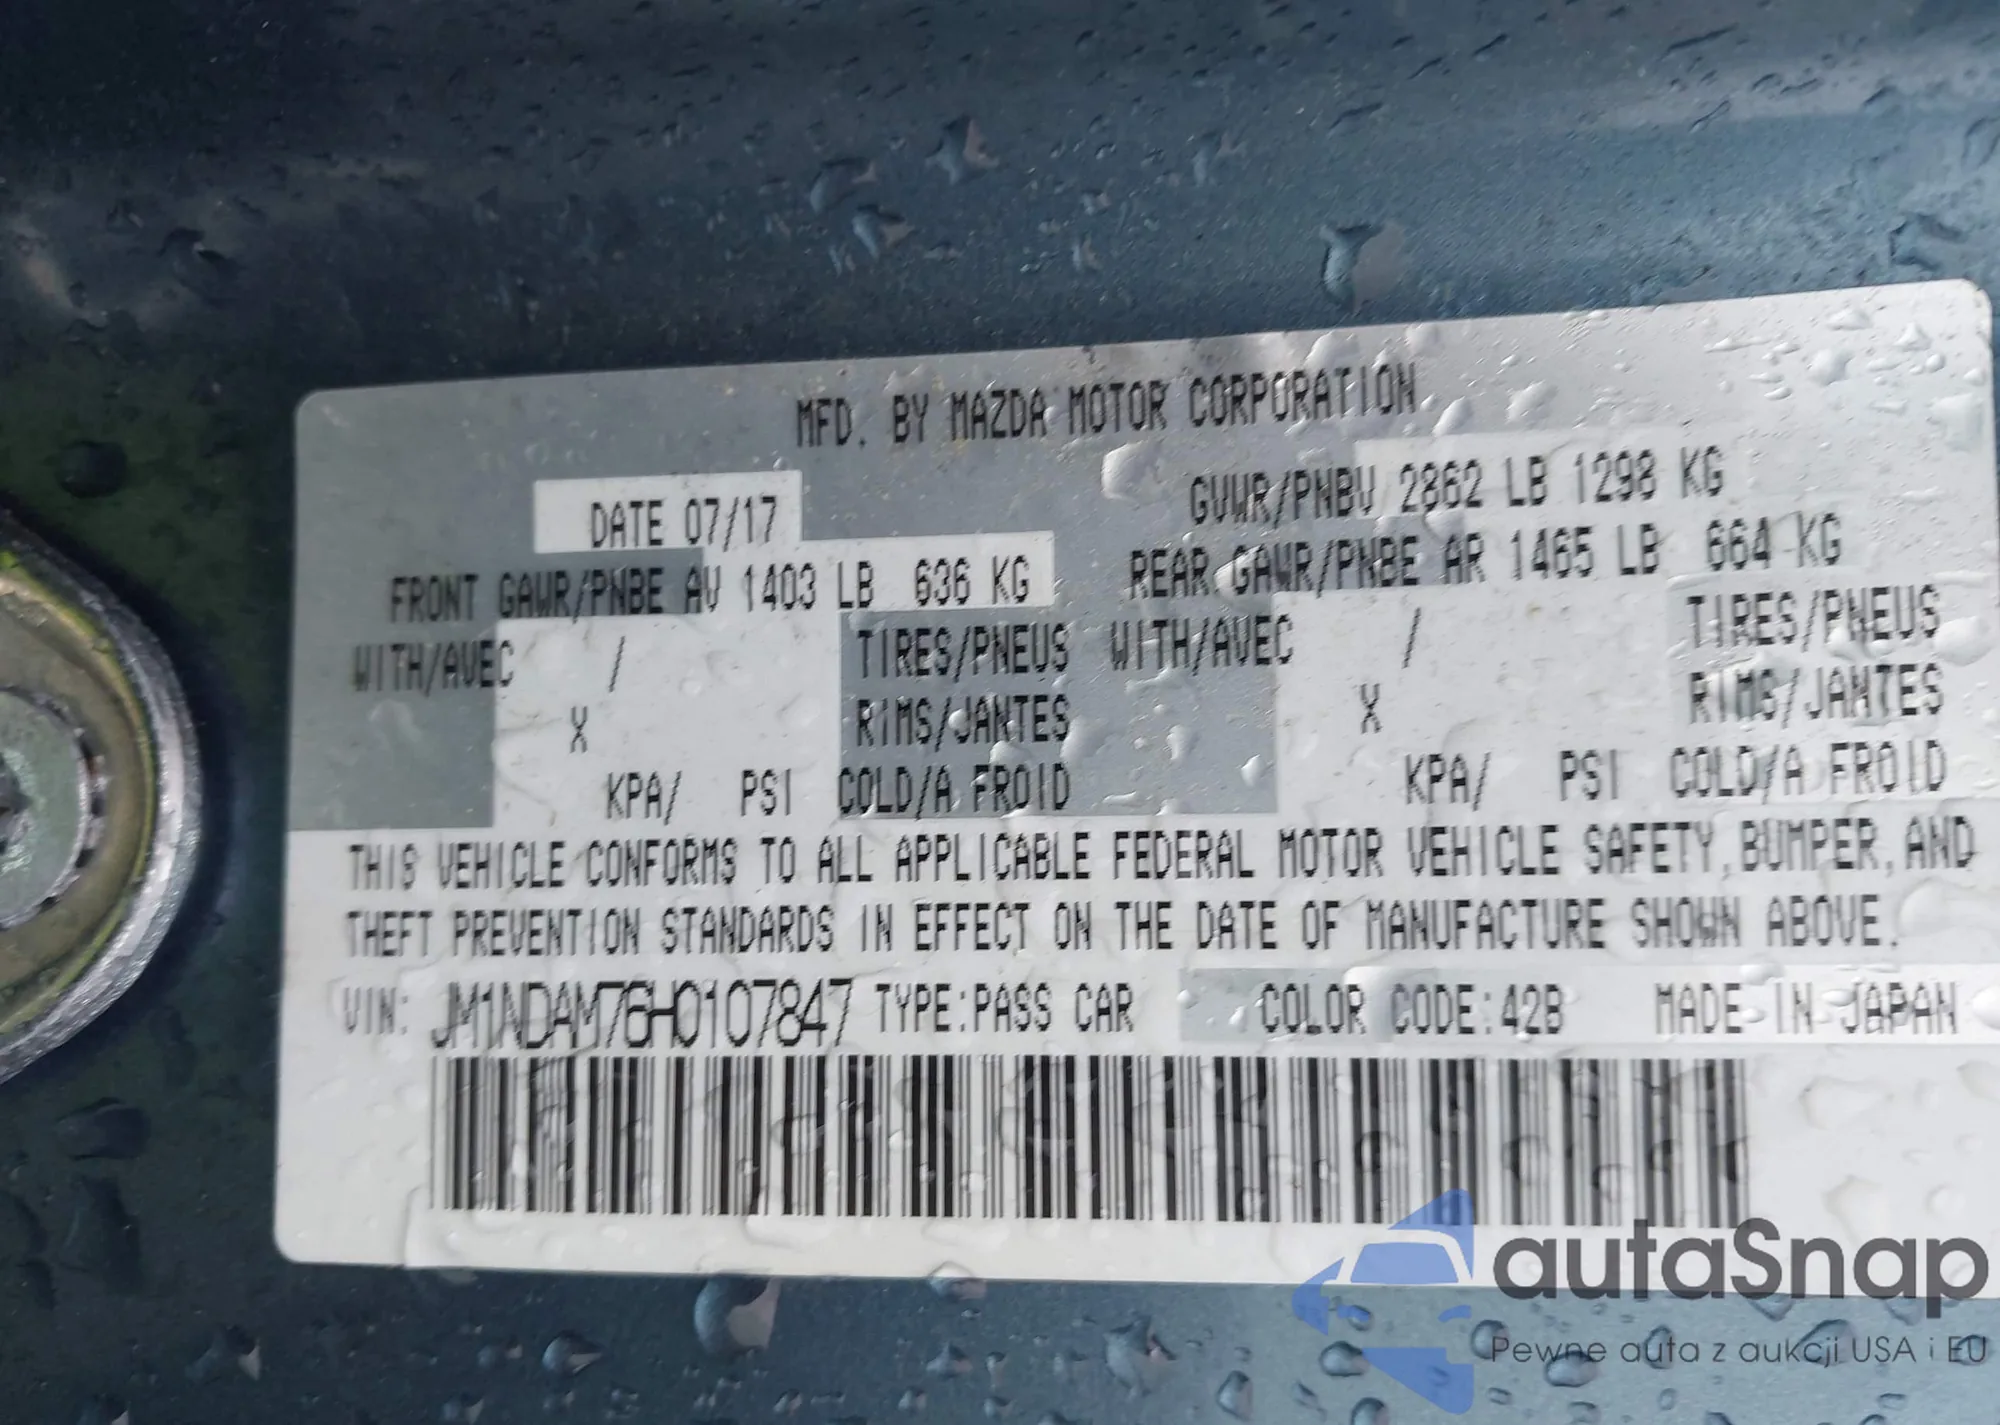 MFD. BY MAZDA MOTOR CORPORATION
DATE 07/17
GVWR/PNBV 2862 LB 1298 KG
FRONT GAWR/PNBE AV 1403 LB 636 KG
REAR GAWR/PNBE AR 1465 LB 664 KG
WITH/AVEC / TIRES/PNEUS WITH/AVEC / TIRES/PNEUS
X RIMS/JANTES X RIMS/JANTES
KPA/ PSI COLD/A FROID KPA/ PSI COLD/A FROID
THIS VEHICLE CONFORMS TO ALL APPLICABLE FEDERAL MOTOR VEHICLE SAFETY, BUMPER, AND
THEFT PREVENTION STANDARDS IN EFFECT ON THE DATE OF MANUFACTURE SHOWN ABOVE.
VIN: JM1NDAM76H0107847 TYPE:PASS CAR COLOR CODE:42B MADE IN JAPAN
autaSnap
Pewne auta z aukcji USA i EU